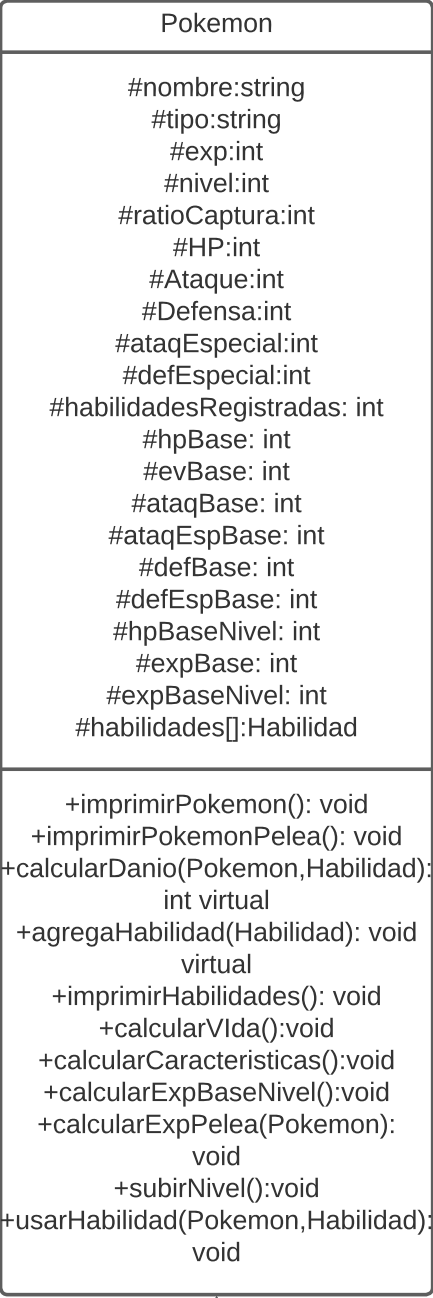 Pokemon
#nombre:string
#tipo:string
#exp:int
#nivel:int
#ratioCaptura:int
#HP:int
#Ataque:int
#Defensa:int
#ataqEspecial:int
#defEspecial:int
#habilidadesRegistradas: int
#hpBase: int
#evBase: int
#ataqBase: int
#ataqEspBase: int
#defBase: int
#defEspBase: int
#hpBaseNivel: int
#expBase: int
#expBaseNivel: int
#habilidades[]:Habilidad
+imprimirPokemon(): void
+imprimirPokemonPelea(): void
+calcularDanio(Pokemon,Habilidad):
int virtual
+agregaHabilidad(Habilidad): void
virtual
+imprimirHabilidades(): void
+calcularVIda():void
+calcularCaracteristicas():void
+calcularExpBaseNivel():void
+calcularExpPelea(Pokemon):
void
+subirNivel():void
+usarHabilidad(Pokemon,Habilidad):
void